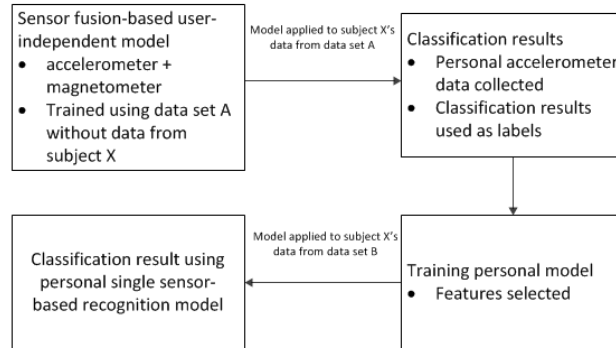 Sensor fusion-based user-
independent model
• accelerometer +
magnetometer
• Trained using data set A
without data from
subject X
Model applied to subject X's
data from data set A
Classification results
• Personal accelerometer
data collected
• Classification results
used as labels
Training personal model
• Features selected
Model applied to subject X's
data from data set B
Classification result using
personal single sensor-
based recognition model